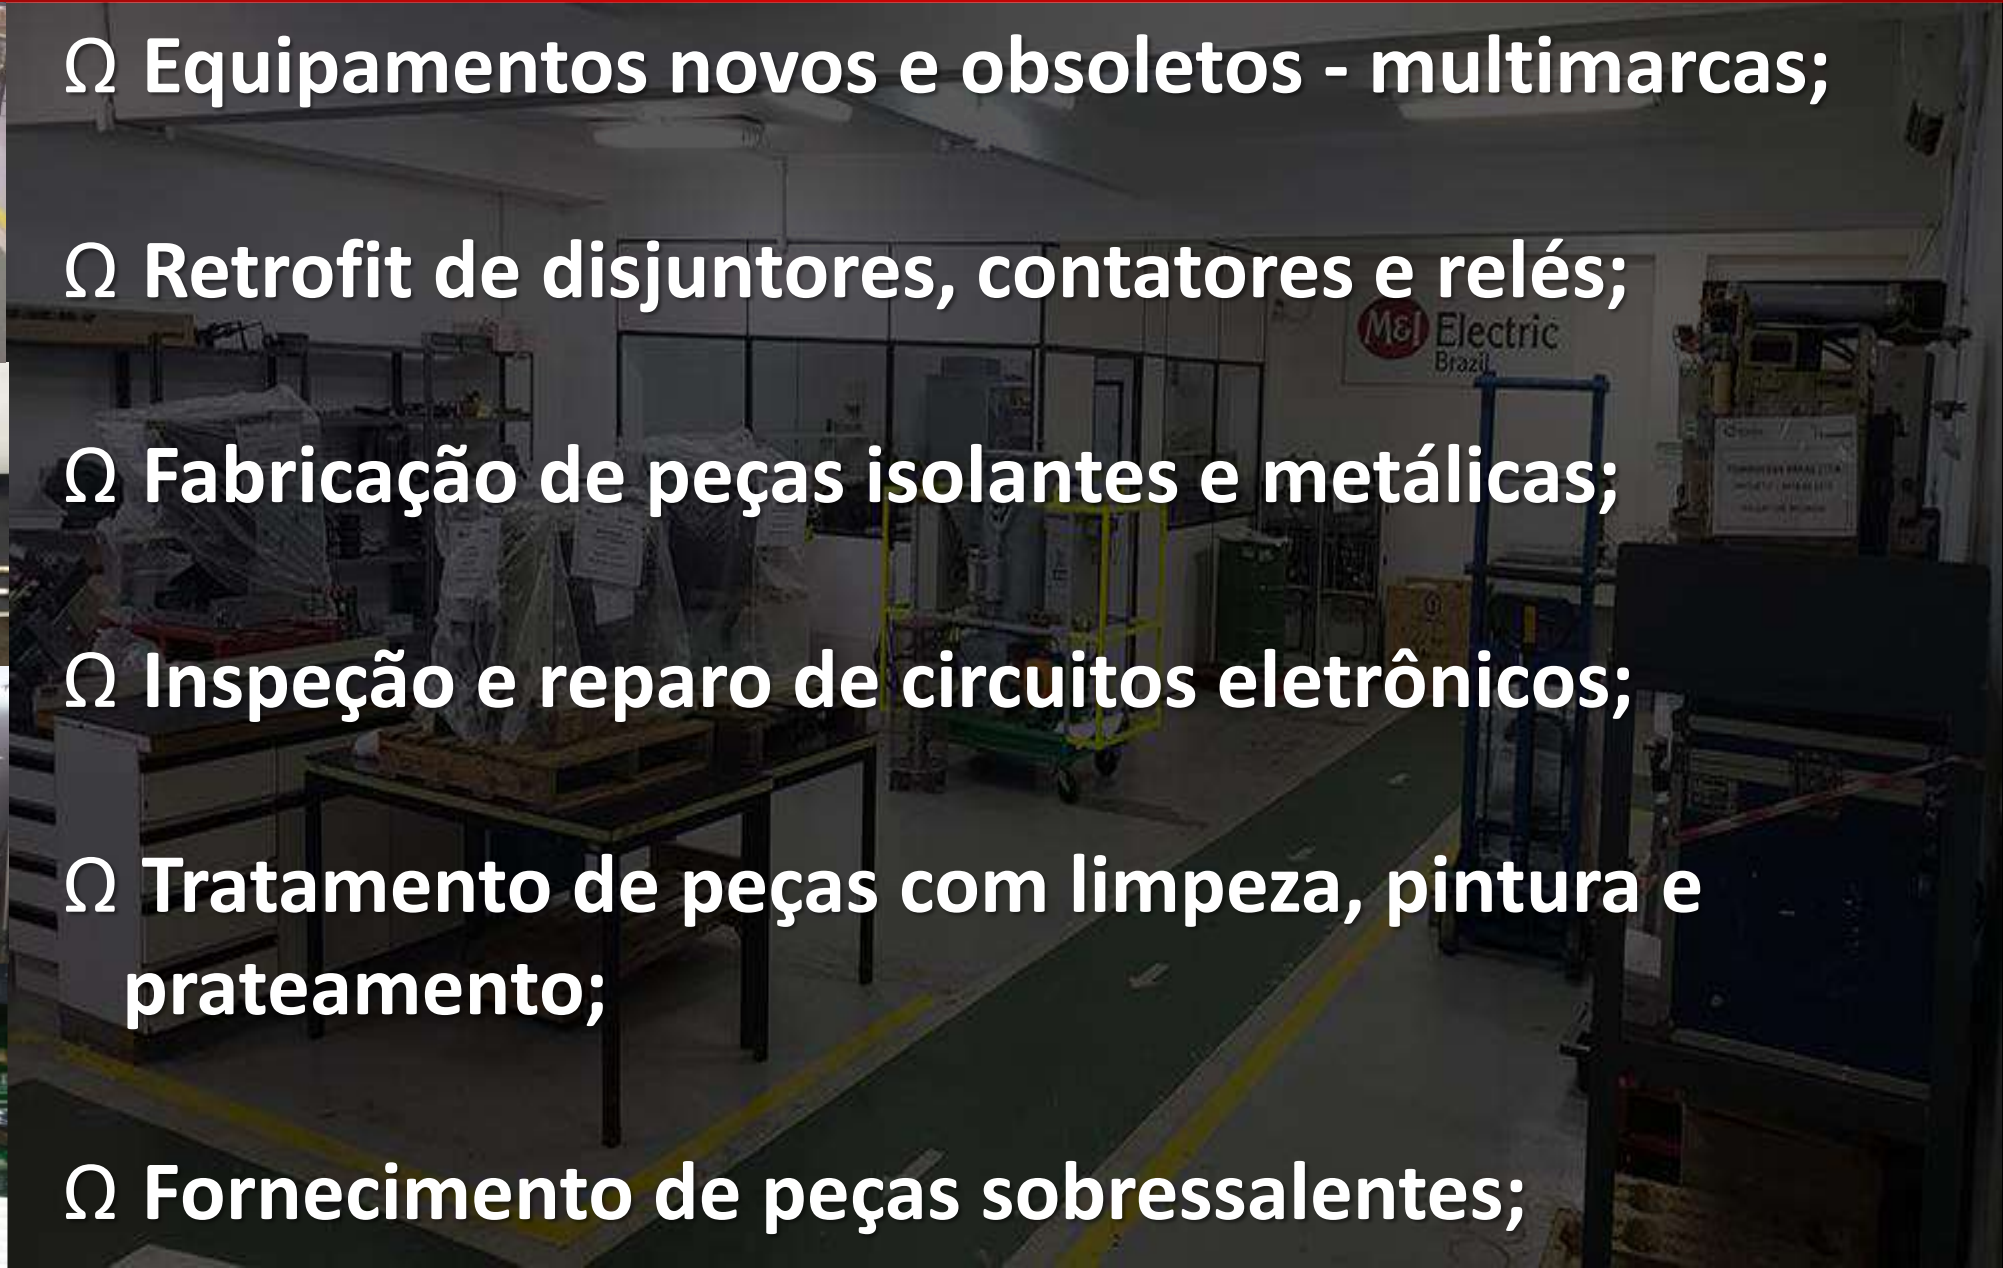 Ω Equipamentos novos e obsoletos - multimarcas;
Ω Retrofit de disjuntores, contatores e relés;
M&I Electric
Brazil
Ω Fabricação de peças isolantes e metálicas;
Ω Inspeção e reparo de circuitos eletrônicos;
Ω Tratamento de peças com limpeza, pintura e
prateamento;
Ω Fornecimento de peças sobressalentes;